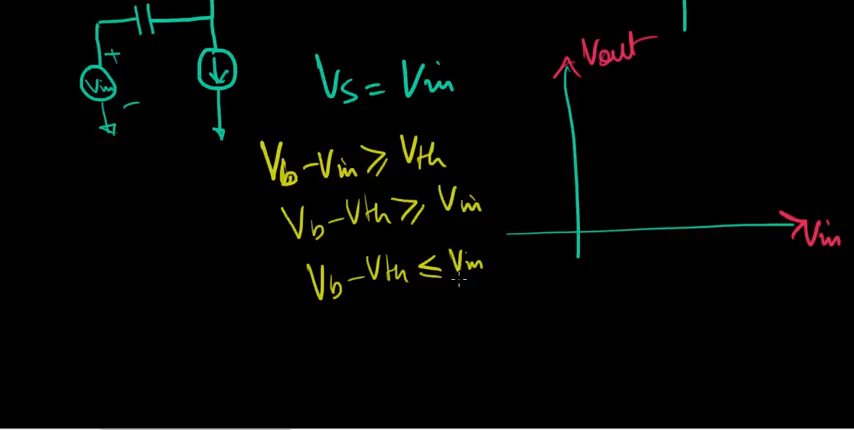 Vout
+
Vin
-
Vs = Vin
Vb - Vin ≥ Vth
Vb - Vth ≥ Vin
Vin
Vb - Vth ≤ Vin